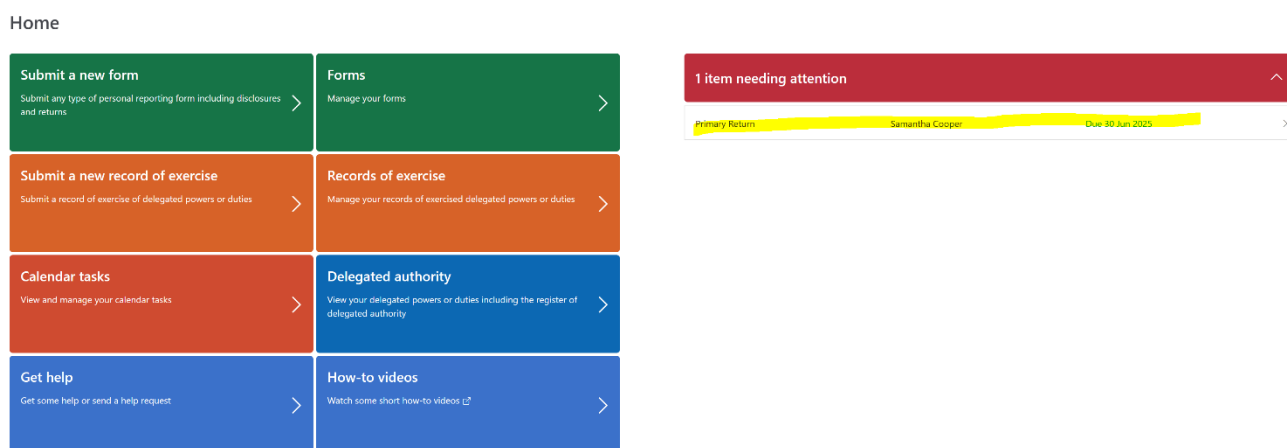 Home
Submit a new form
Submit any type of personal reporting form including disclosures
and returns
Forms
Manage your forms
Submit a new record of exercise
Submit a record of exercise of delegated powers or duties
Records of exercise
Manage your records of exercised delegated powers or duties
Calendar tasks
View and manage your calendar tasks
Delegated authority
View your delegated powers or duties including the register of
delegated authority
Get help
Get some help or send a help request
How-to videos
Watch some short how-to videos
1 item needing attention
Primary Return Samantha Cooper Due 30 Jun 2025